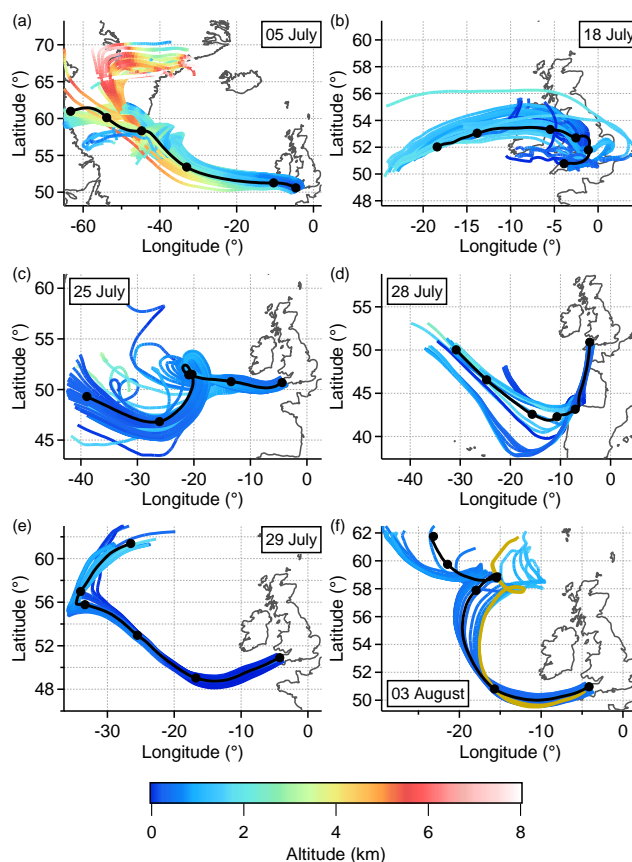 (a)
05 July
70
65
60
55
50
Latitude (°)
-60
-40
-20
0
Longitude (°)
(b)
18 July
60
58
56
54
52
50
48
Latitude (°)
-20
-15
-10
-5
0
Longitude (°)
(c)
25 July
60
55
50
45
Latitude (°)
-40
-30
-20
-10
0
Longitude (°)
(d)
28 July
55
50
45
40
Latitude (°)
-40
-30
-20
-10
0
Longitude (°)
(e)
29 July
60
56
52
48
Latitude (°)
-30
-20
-10
0
Longitude (°)
(f)
03 August
62
60
58
56
54
52
50
Latitude (°)
-20
-10
0
Longitude (°)
0
2
4
6
8
Altitude (km)